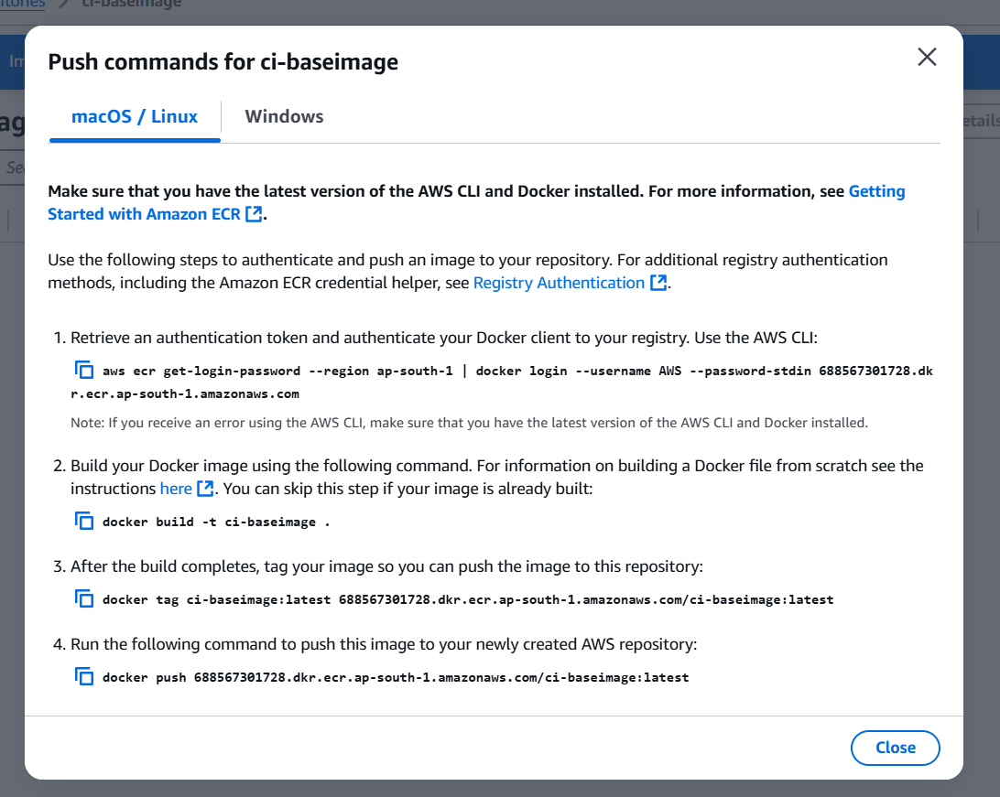 ci-baseimage
Push commands for ci-baseimage
macOS / Linux
Windows
Make sure that you have the latest version of the AWS CLI and Docker installed. For more information, see Getting
Started with Amazon ECR.
Use the following steps to authenticate and push an image to your repository. For additional registry authentication
methods, including the Amazon ECR credential helper, see Registry Authentication.
1. Retrieve an authentication token and authenticate your Docker client to your registry. Use the AWS CLI:
aws ecr get-login-password --region ap-south-1 | docker login --username AWS --password-stdin 688567301728.dk
r.ecr.ap-south-1.amazonaws.com
Note: If you receive an error using the AWS CLI, make sure that you have the latest version of the AWS CLI and Docker installed.
2. Build your Docker image using the following command. For information on building a Docker file from scratch see the
instructions here. You can skip this step if your image is already built:
docker build -t ci-baseimage .
3. After the build completes, tag your image so you can push the image to this repository:
docker tag ci-baseimage:latest 688567301728.dkr.ecr.ap-south-1.amazonaws.com/ci-baseimage:latest
4. Run the following command to push this image to your newly created AWS repository:
docker push 688567301728.dkr.ecr.ap-south-1.amazonaws.com/ci-baseimage:latest
Close